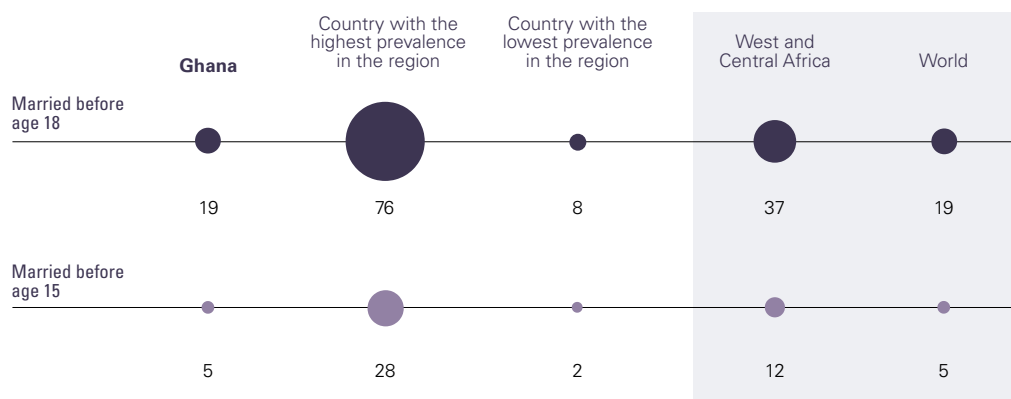 Country with the
highest prevalence
in the region
Country with the
lowest prevalence
in the region
West and
Central Africa
Ghana
World
Married before
age 18
19
76
8
37
19
Married before
age 15
5
28
2
12
5